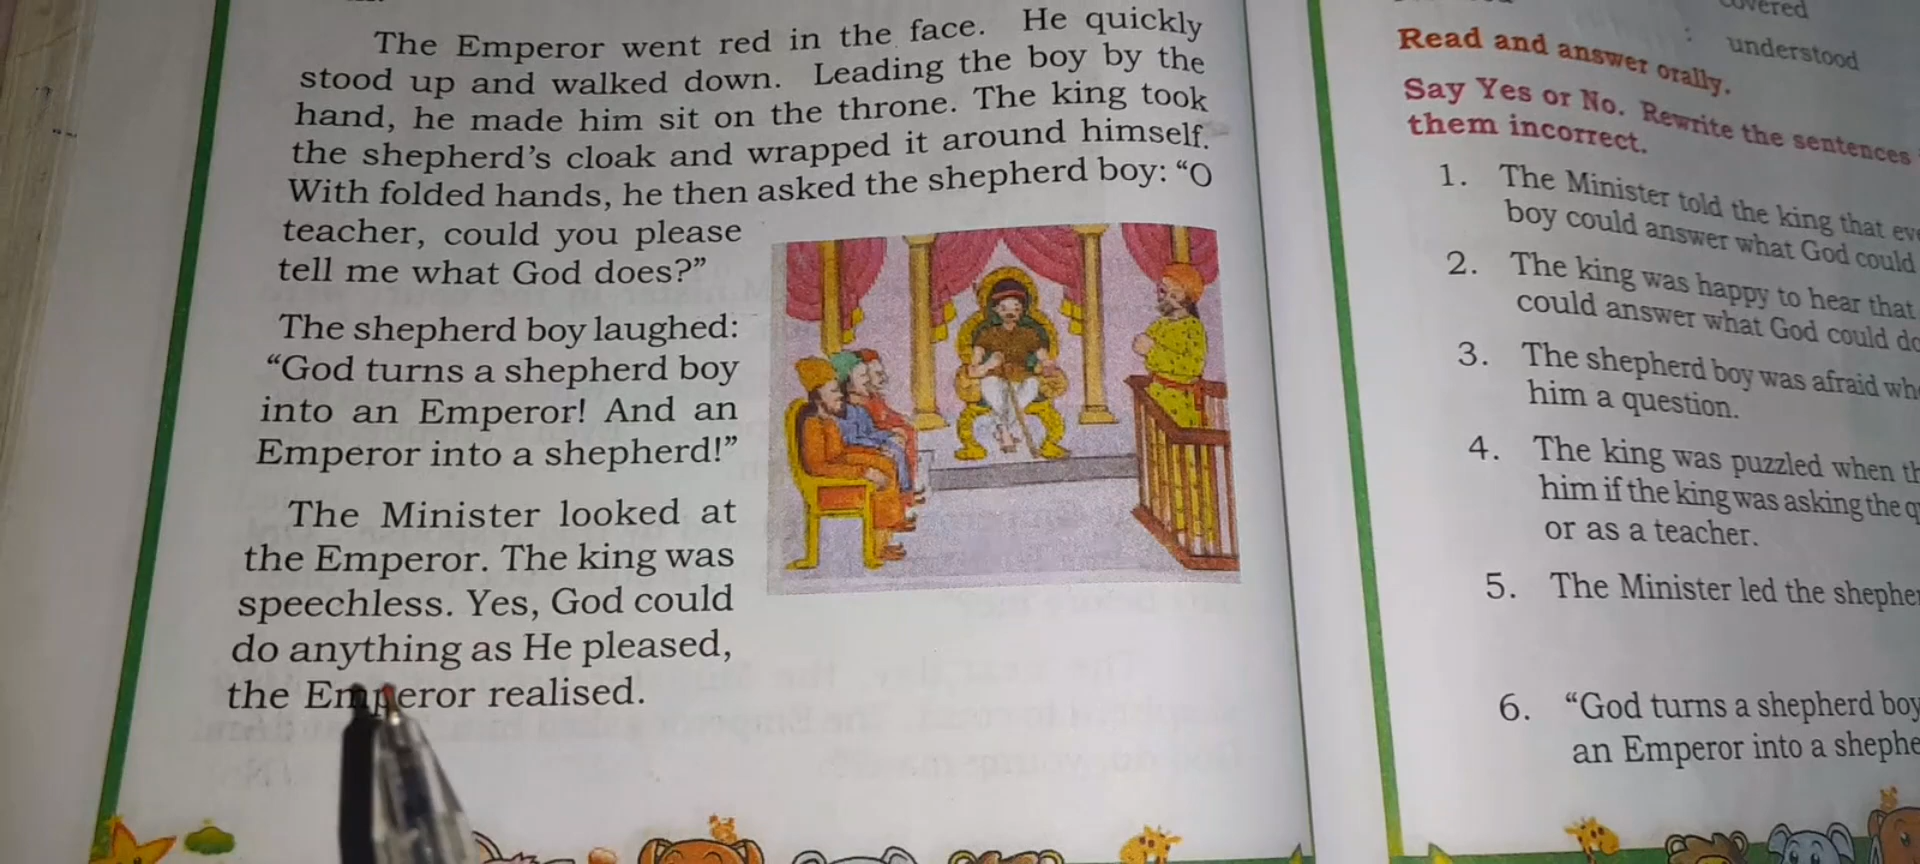 The Emperor went red in the face. He quickly
stood up and walked down. Leading the boy by the
hand, he made him sit on the throne. The king took
the shepherd's cloak and wrapped it around himself.
With folded hands, he then asked the shepherd boy: “O
teacher, could you please
tell me what God does?”
The shepherd boy laughed:
“God turns a shepherd boy
into an Emperor! And an
Emperor into a shepherd!”
The Minister looked at
the Emperor. The king was
speechless. Yes, God could
do anything as He pleased,
the Emperor realised.
: understood
Read and answer orally.
Say Yes or No. Rewrite the sentences
them incorrect.
1. The Minister told the king that
boy could answer what God could
2. The king was happy to hear that
could answer what God could
3. The shepherd boy was afraid
him a question.
4. The king was puzzled when
him if the king was asking the
or as a teacher.
5. The Minister led the
6. “God turns a shepherd boy
an Emperor into a